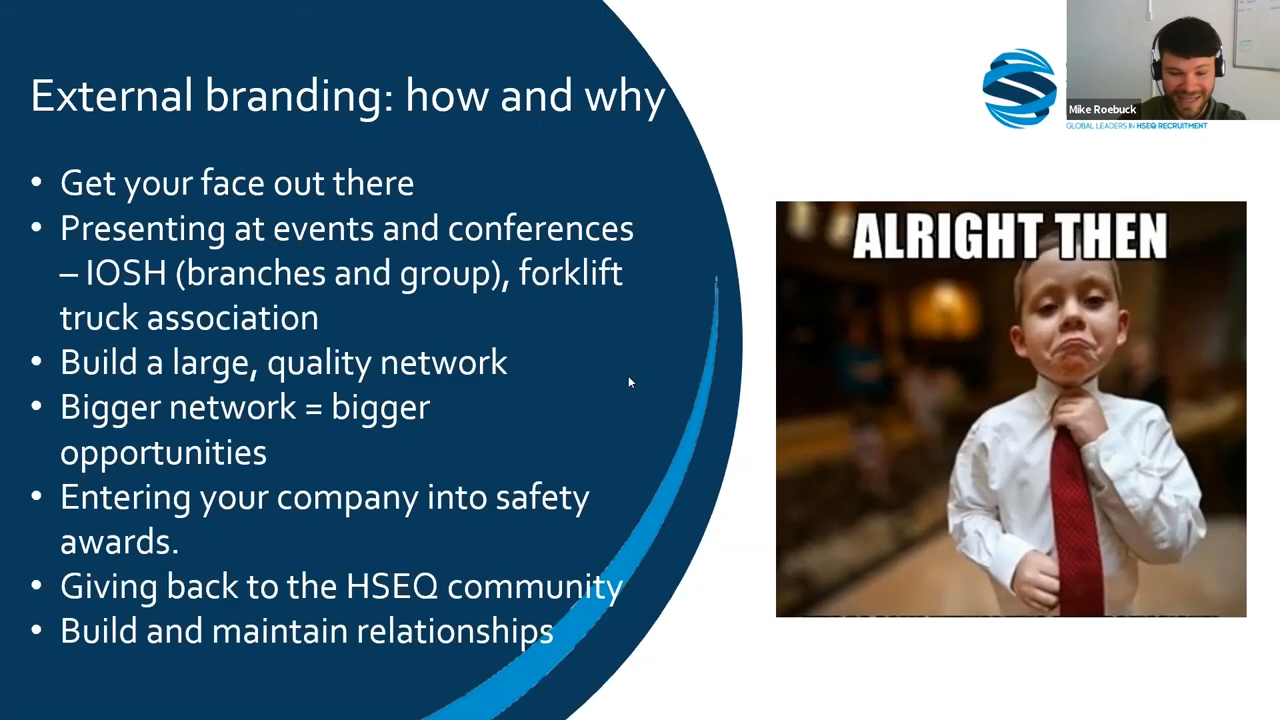 External branding: how and why
• Get your face out there
• Presenting at events and conferences
– IOSH (branches and group), forklift
truck association
• Build a large, quality network
• Bigger network = bigger
opportunities
• Entering your company into safety
awards.
• Giving back to the HSEQ community
• Build and maintain relationships
Mike Roebuck
GLOBAL LEADERS IN HSEQ RECRUITMENT
ALRIGHT THEN